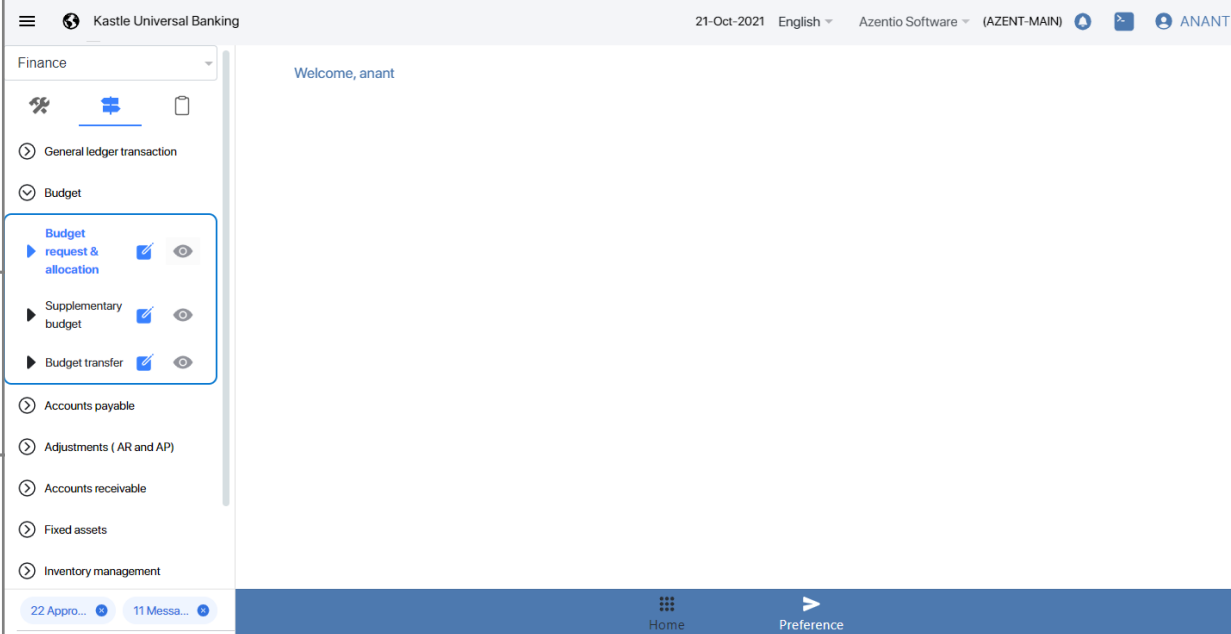 Kastle Universal Banking
21-Oct-2021 English Azentio Software (AZENT-MAIN) ANANT
Finance
Welcome, anant
General ledger transaction
Budget
Budget
request &
allocation
Supplementary
budget
Budget transfer
Accounts payable
Adjustments ( AR and AP)
Accounts receivable
Fixed assets
Inventory management
22 Appro... 11 Messa...
Home Preference